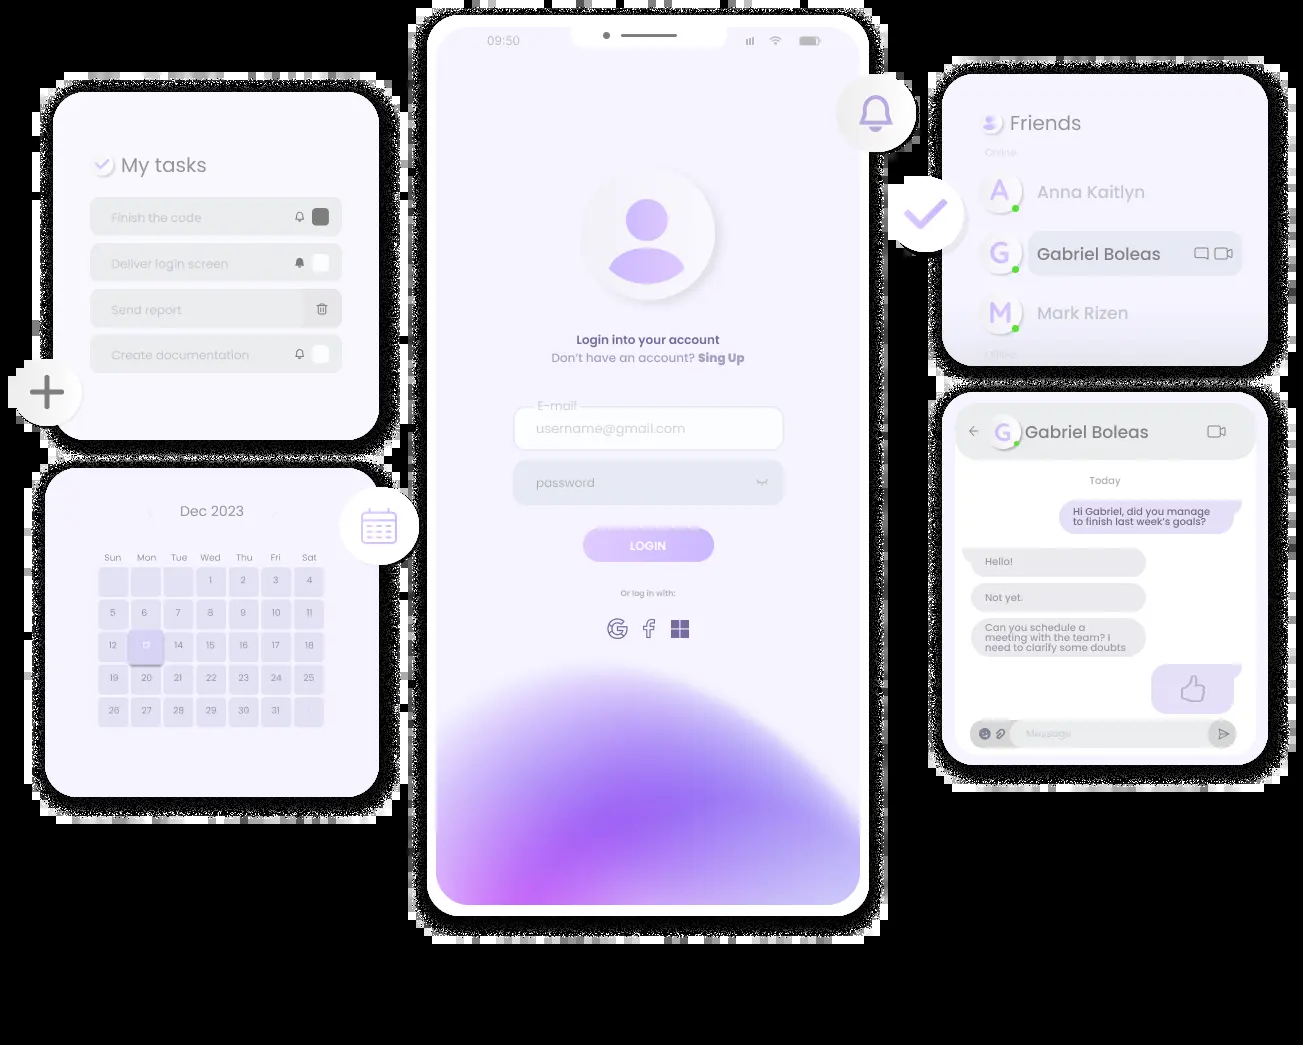 My tasks
Finish the code
Deliver login screen
Send report
Create documentation
Dec 2023
Sun Mon Tue Wed Thu Fri Sat
1 2 3 4
5 6 7 8 9 10 11
12 13 14 15 16 17 18
19 20 21 22 23 24 25
26 27 28 29 30 31
09:50
Login into your account
Don't have an account? Sing Up
E-mail
username@gmail.com
password
LOGIN
Or log in with:
Friends
Online
A Anna Kaitlyn
G Gabriel Boleas
M Mark Rizen
Offline
G Gabriel Boleas
Today
Hi Gabriel, did you manage
to finish last week's goals?
Hello!
Not yet.
Can you schedule a
meeting with the team? I
need to clarify some doubts
Message